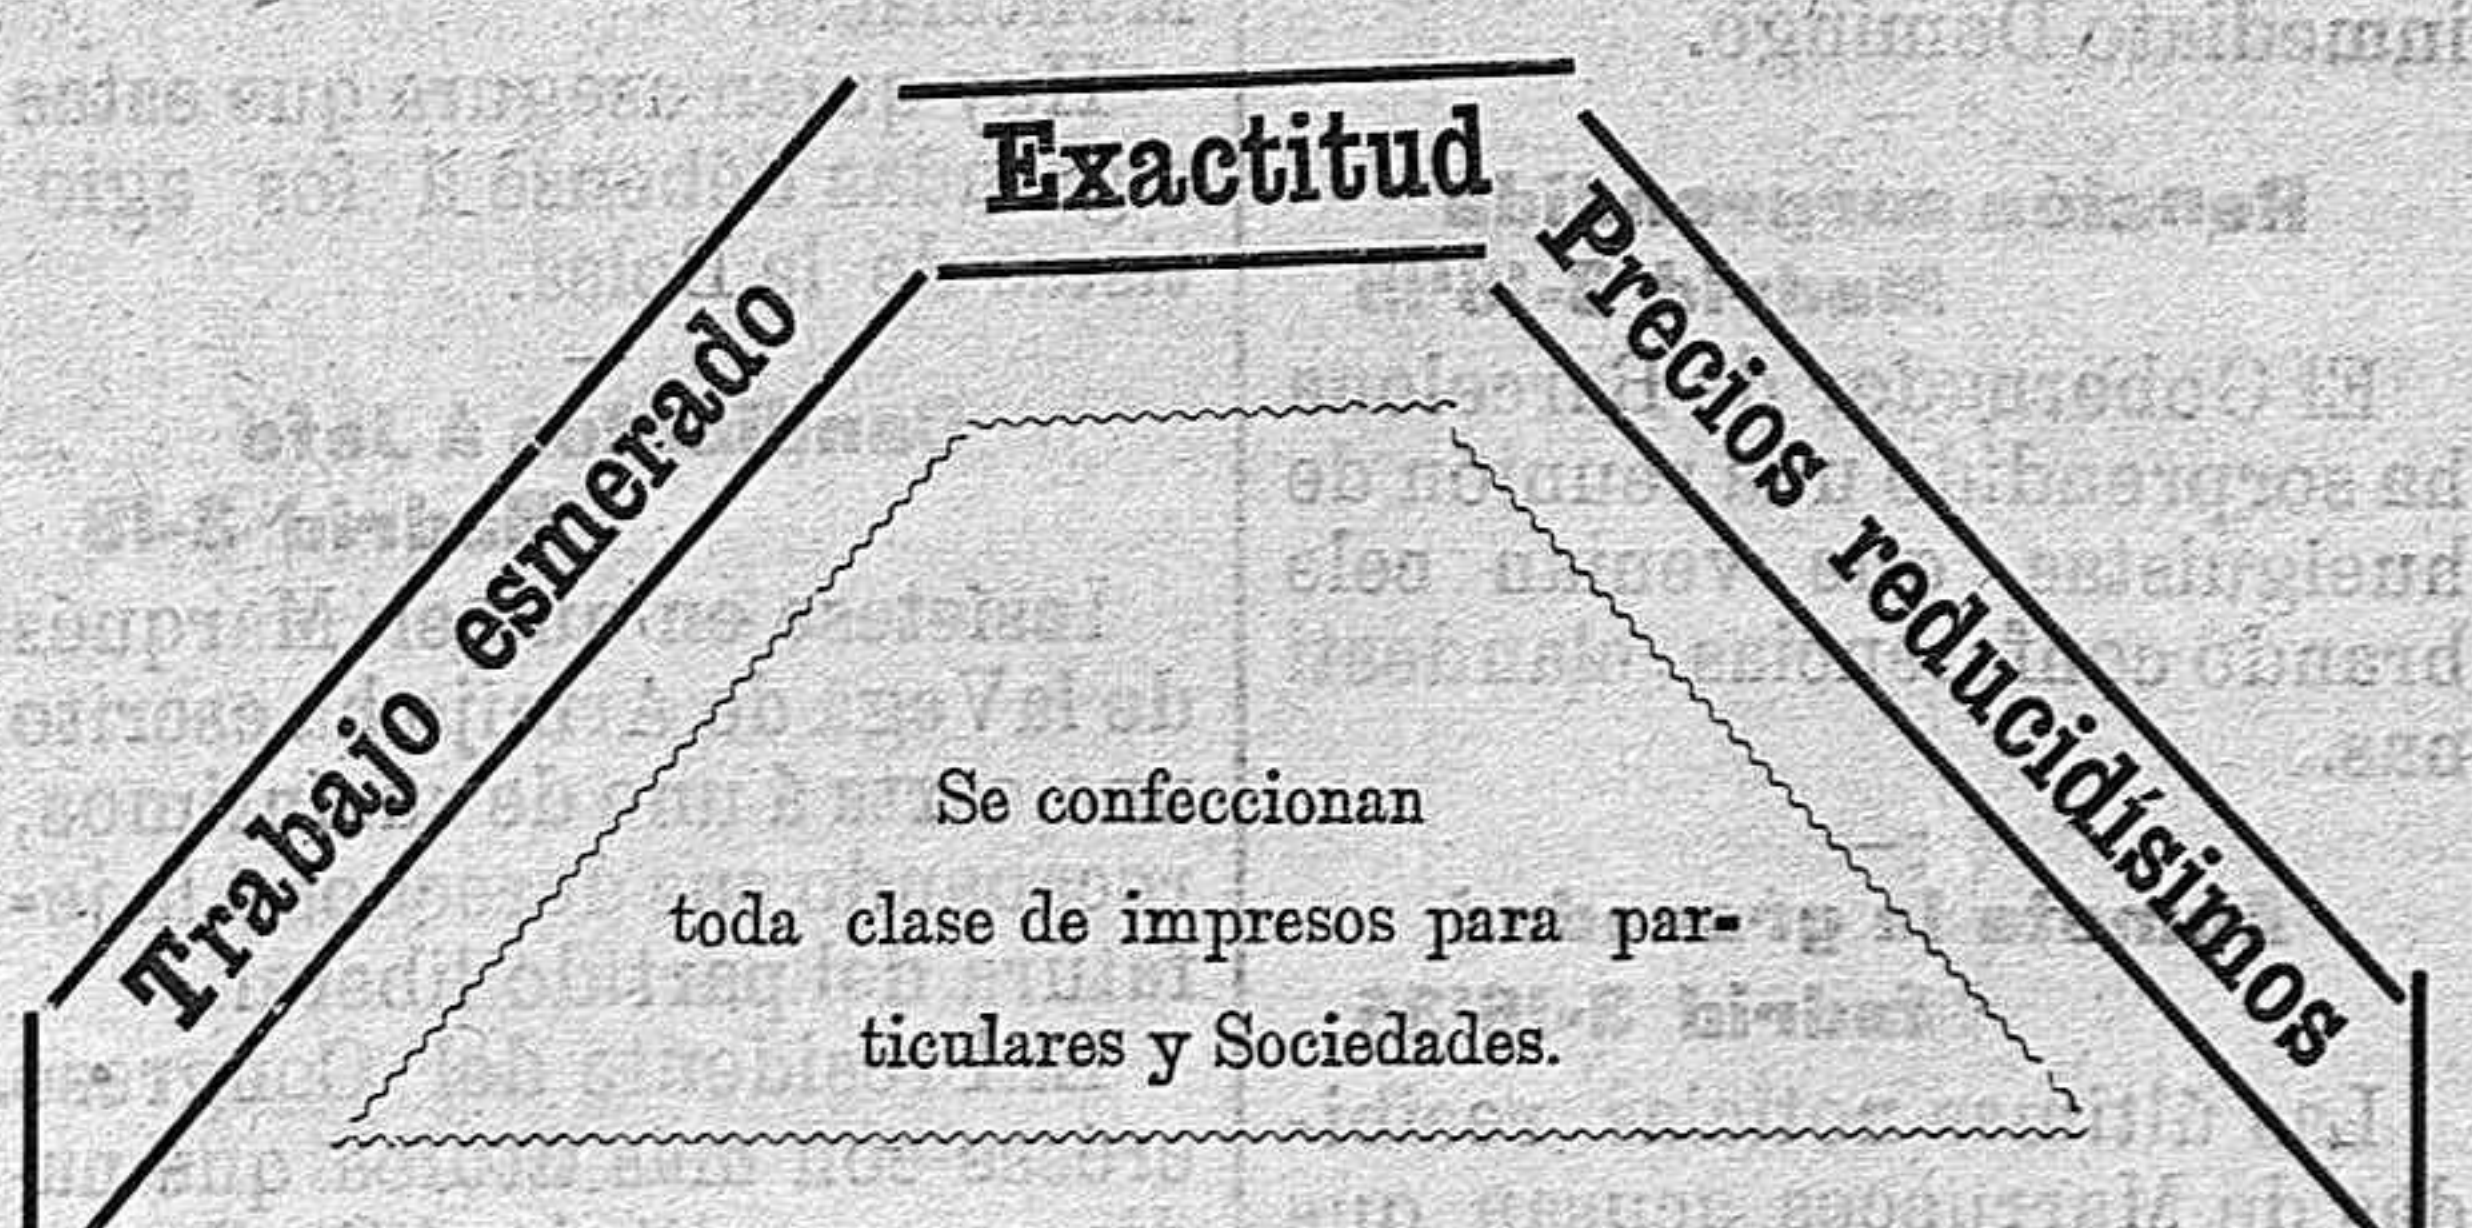 Trabajo esmerado
Exactitud
Precios reducidísimos
Se confeccionan
toda clase de impresos para par-
ticulares y Sociedades.